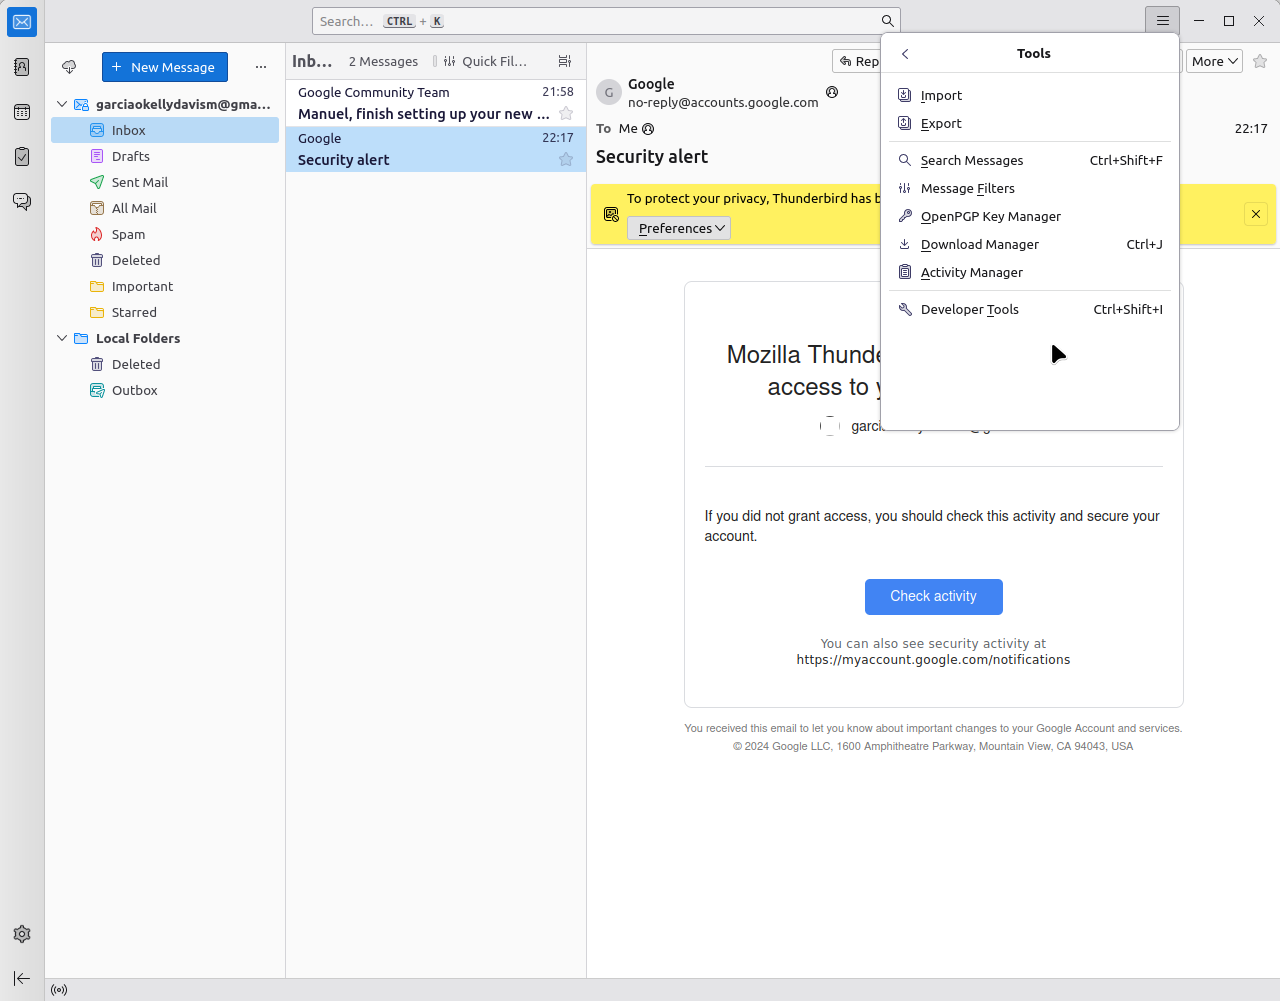 Search… CTRL + K
New Message
garciaokellydavism@gma…
Inbox
Drafts
Sent Mail
All Mail
Spam
Deleted
Important
Starred
Local Folders
Deleted
Outbox
Inb… 2 Messages Quick Fil…
Google Community Team 21:58
Manuel, finish setting up your new …
Google 22:17
Security alert
Rep
More
G
Google
no-reply@accounts.google.com
To Me
22:17
Security alert
To protect your privacy, Thunderbird has b
Preferences
Tools
Import
Export
Search Messages Ctrl+Shift+F
Message Filters
OpenPGP Key Manager
Download Manager Ctrl+J
Activity Manager
Developer Tools Ctrl+Shift+I
Mozilla Thunde
access to y
If you did not grant access, you should check this activity and secure your
account.
Check activity
You can also see security activity at
https://myaccount.google.com/notifications
You received this email to let you know about important changes to your Google Account and services.
© 2024 Google LLC, 1600 Amphitheatre Parkway, Mountain View, CA 94043, USA